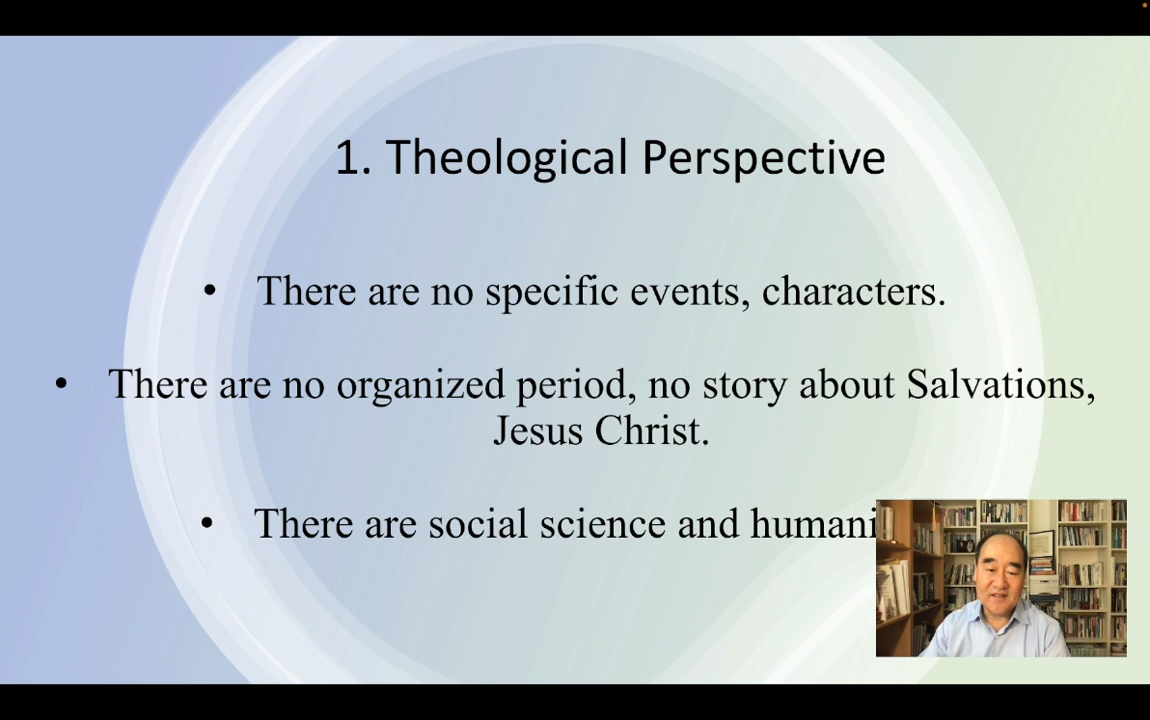 1. Theological Perspective
• There are no specific events, characters.
• There are no organized period, no story about Salvations,
Jesus Christ.
• There are social science and